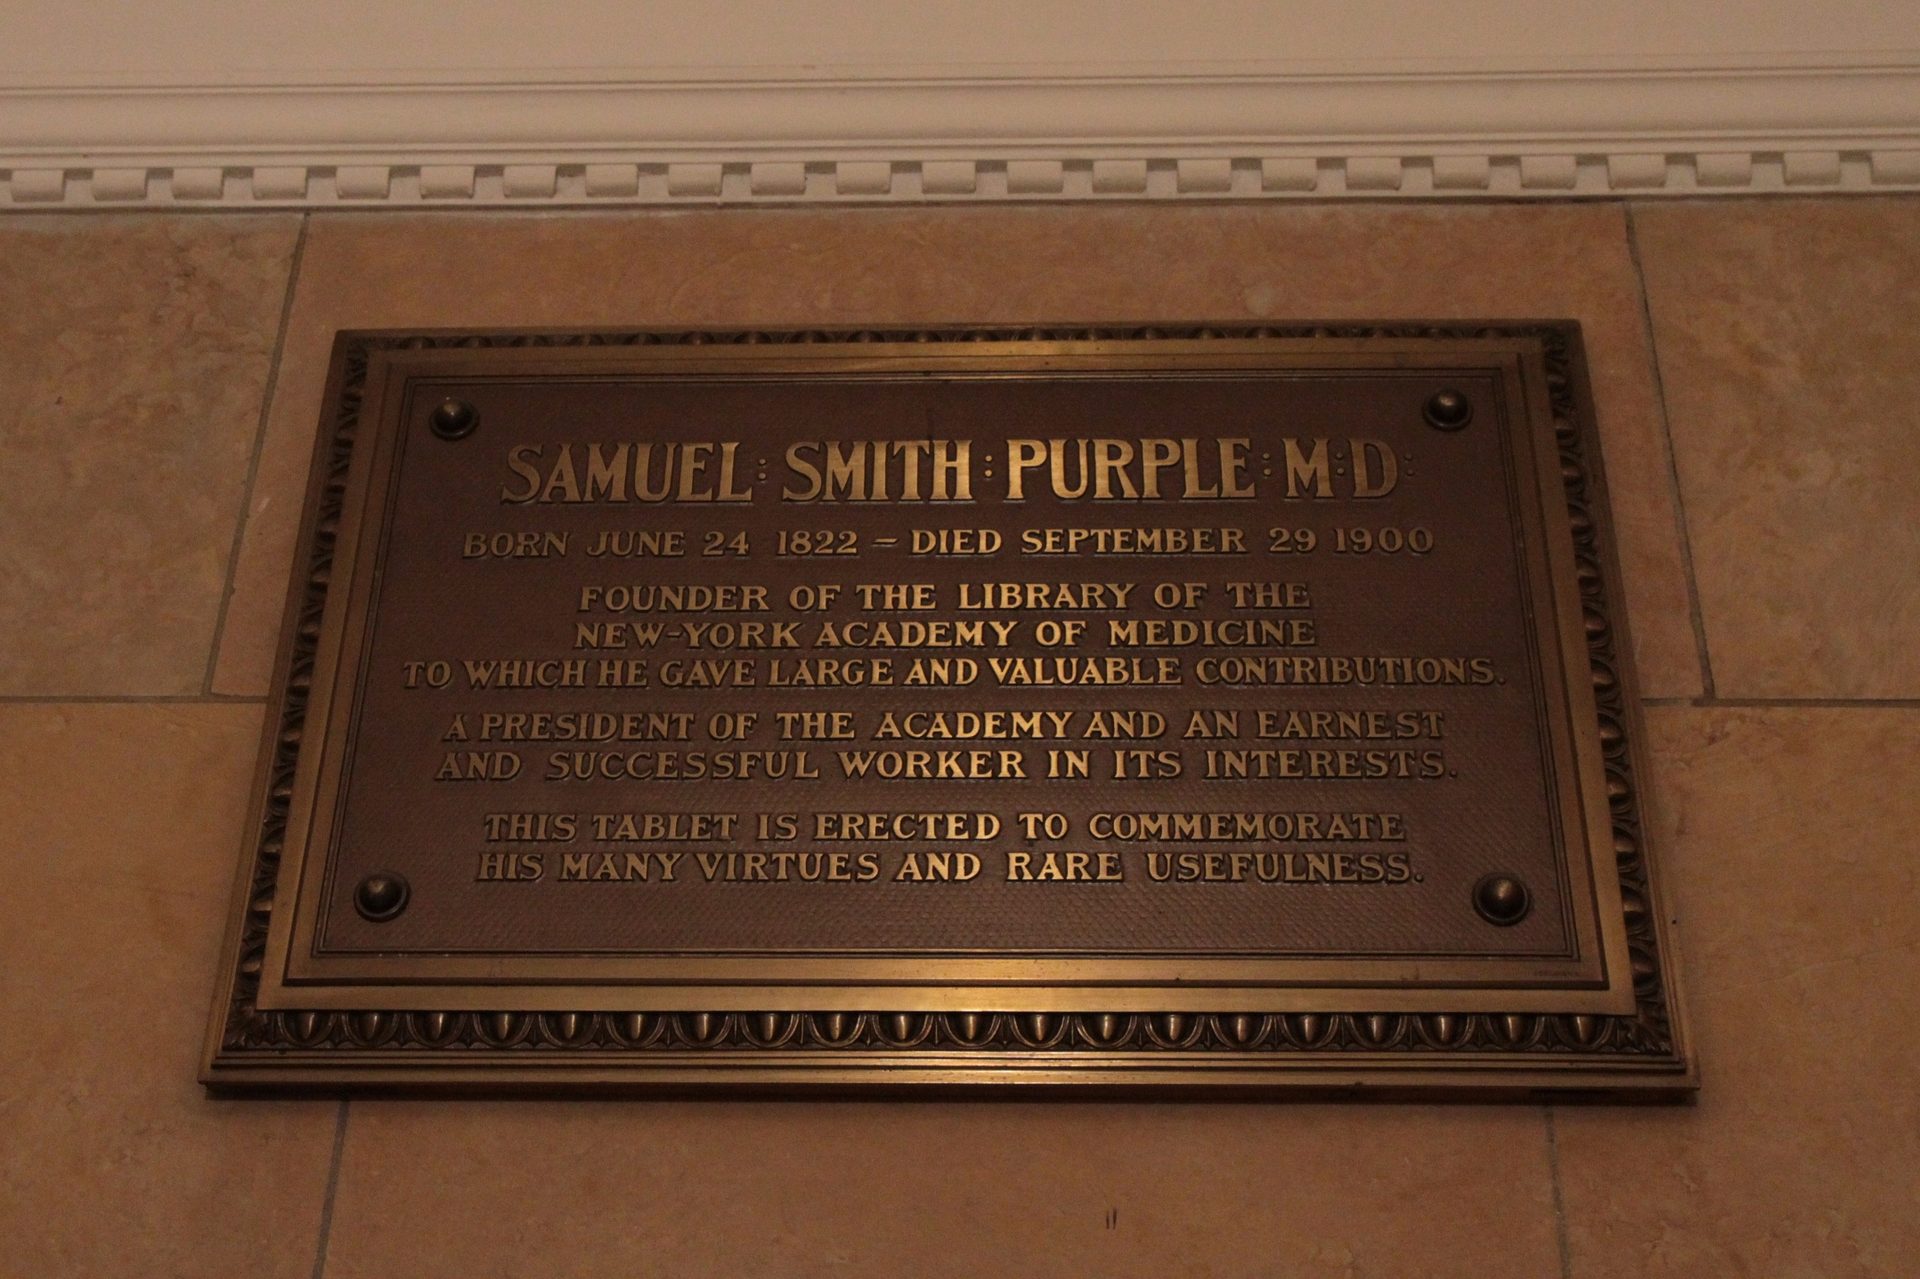 SAMUEL : SMITH : PURPLE : M : D :
BORN JUNE 24 1822 – DIED SEPTEMBER 29 1900
FOUNDER OF THE LIBRARY OF THE
NEW-YORK ACADEMY OF MEDICINE
TO WHICH HE GAVE LARGE AND VALUABLE CONTRIBUTIONS.
A PRESIDENT OF THE ACADEMY AND AN EARNEST
AND SUCCESSFUL WORKER IN ITS INTERESTS.
THIS TABLET IS ERECTED TO COMMEMORATE
HIS MANY VIRTUES AND RARE USEFULNESS.